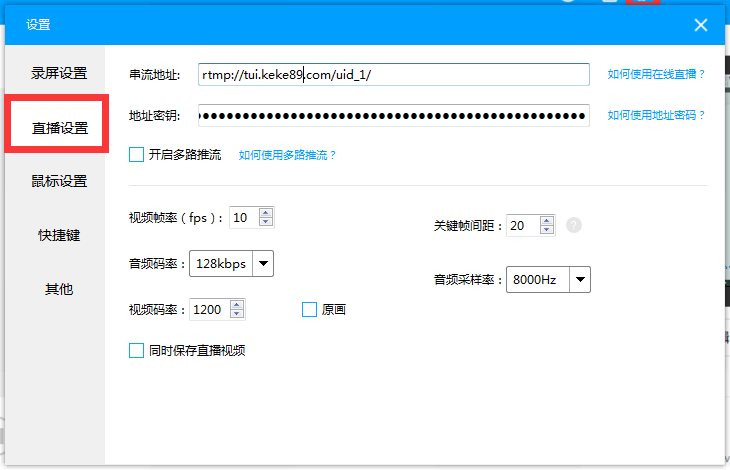 设置
录屏设置
直播设置
鼠标设置
快捷键
其他
串流地址: rtmp://tui.keke89.com/uid_1/ 如何使用在线直播？
地址密钥: 如何使用地址密码？
开启多路推流 如何使用多路推流？
视频帧率（fps）: 10 关键帧间距: 20 ?
音频码率: 128kbps 音频采样率: 8000Hz
视频码率: 1200 原画
同时保存直播视频